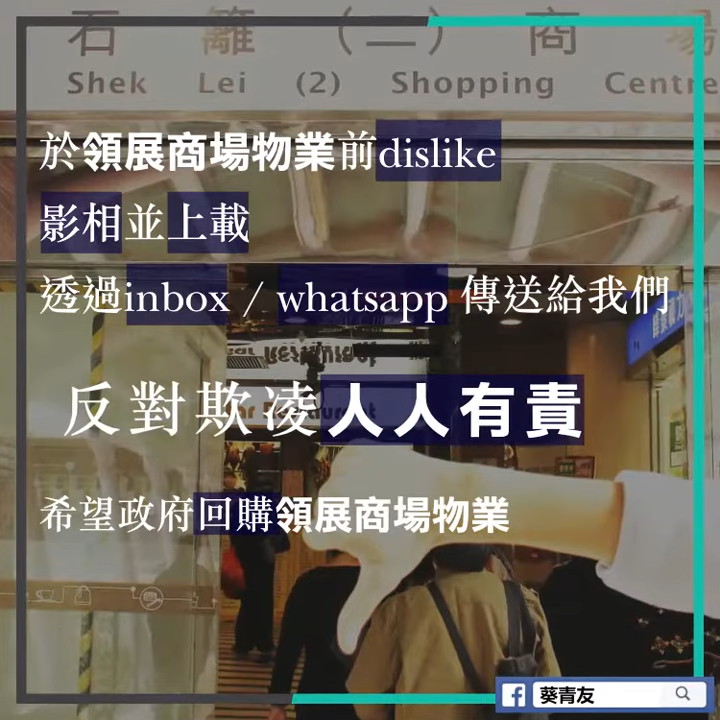 石籬（二）商場
Shek Lei (2) Shopping Centre
於領展商場物業前dislike
影相並上載
透過inbox / whatsapp 傳送給我們
反對欺凌人人有責
希望政府回購領展商場物業
葵青友